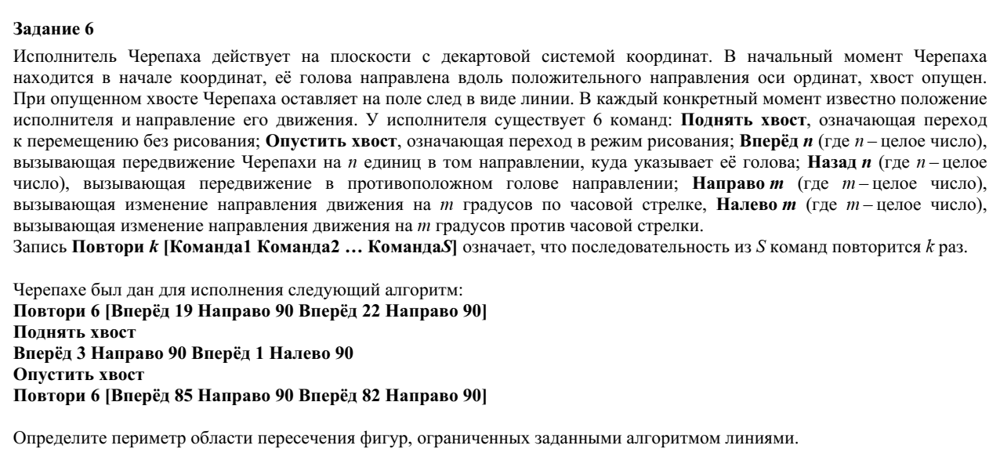 Задание 6
Исполнитель Черепаха действует на плоскости с декартовой системой координат. В начальный момент Черепаха
находится в начале координат, её голова направлена вдоль положительного направления оси ординат, хвост опущен.
При опущенном хвосте Черепаха оставляет на поле след в виде линии. В каждый конкретный момент известно положение
исполнителя и направление его движения. У исполнителя существует 6 команд: Поднять хвост, означающая переход
к перемещению без рисования; Опустить хвост, означающая переход в режим рисования; Вперёд n (где n – целое число),
вызывающая передвижение Черепахи на n единиц в том направлении, куда указывает её голова; Назад n (где n – целое
число), вызывающая передвижение в противоположном голове направлении; Направо m (где m – целое число),
вызывающая изменение направления движения на m градусов по часовой стрелке, Налево m (где m – целое число),
вызывающая изменение направления движения на m градусов против часовой стрелки.
Запись Повтори k [Команда1 Команда2 … КомандаS] означает, что последовательность из S команд повторится k раз.
Черепахе был дан для исполнения следующий алгоритм:
Повтори 6 [Вперёд 19 Направо 90 Вперёд 22 Направо 90]
Поднять хвост
Вперёд 3 Направо 90 Вперёд 1 Налево 90
Опустить хвост
Повтори 6 [Вперёд 85 Направо 90 Вперёд 82 Направо 90]
Определите периметр области пересечения фигур, ограниченных заданными алгоритмом линиями.